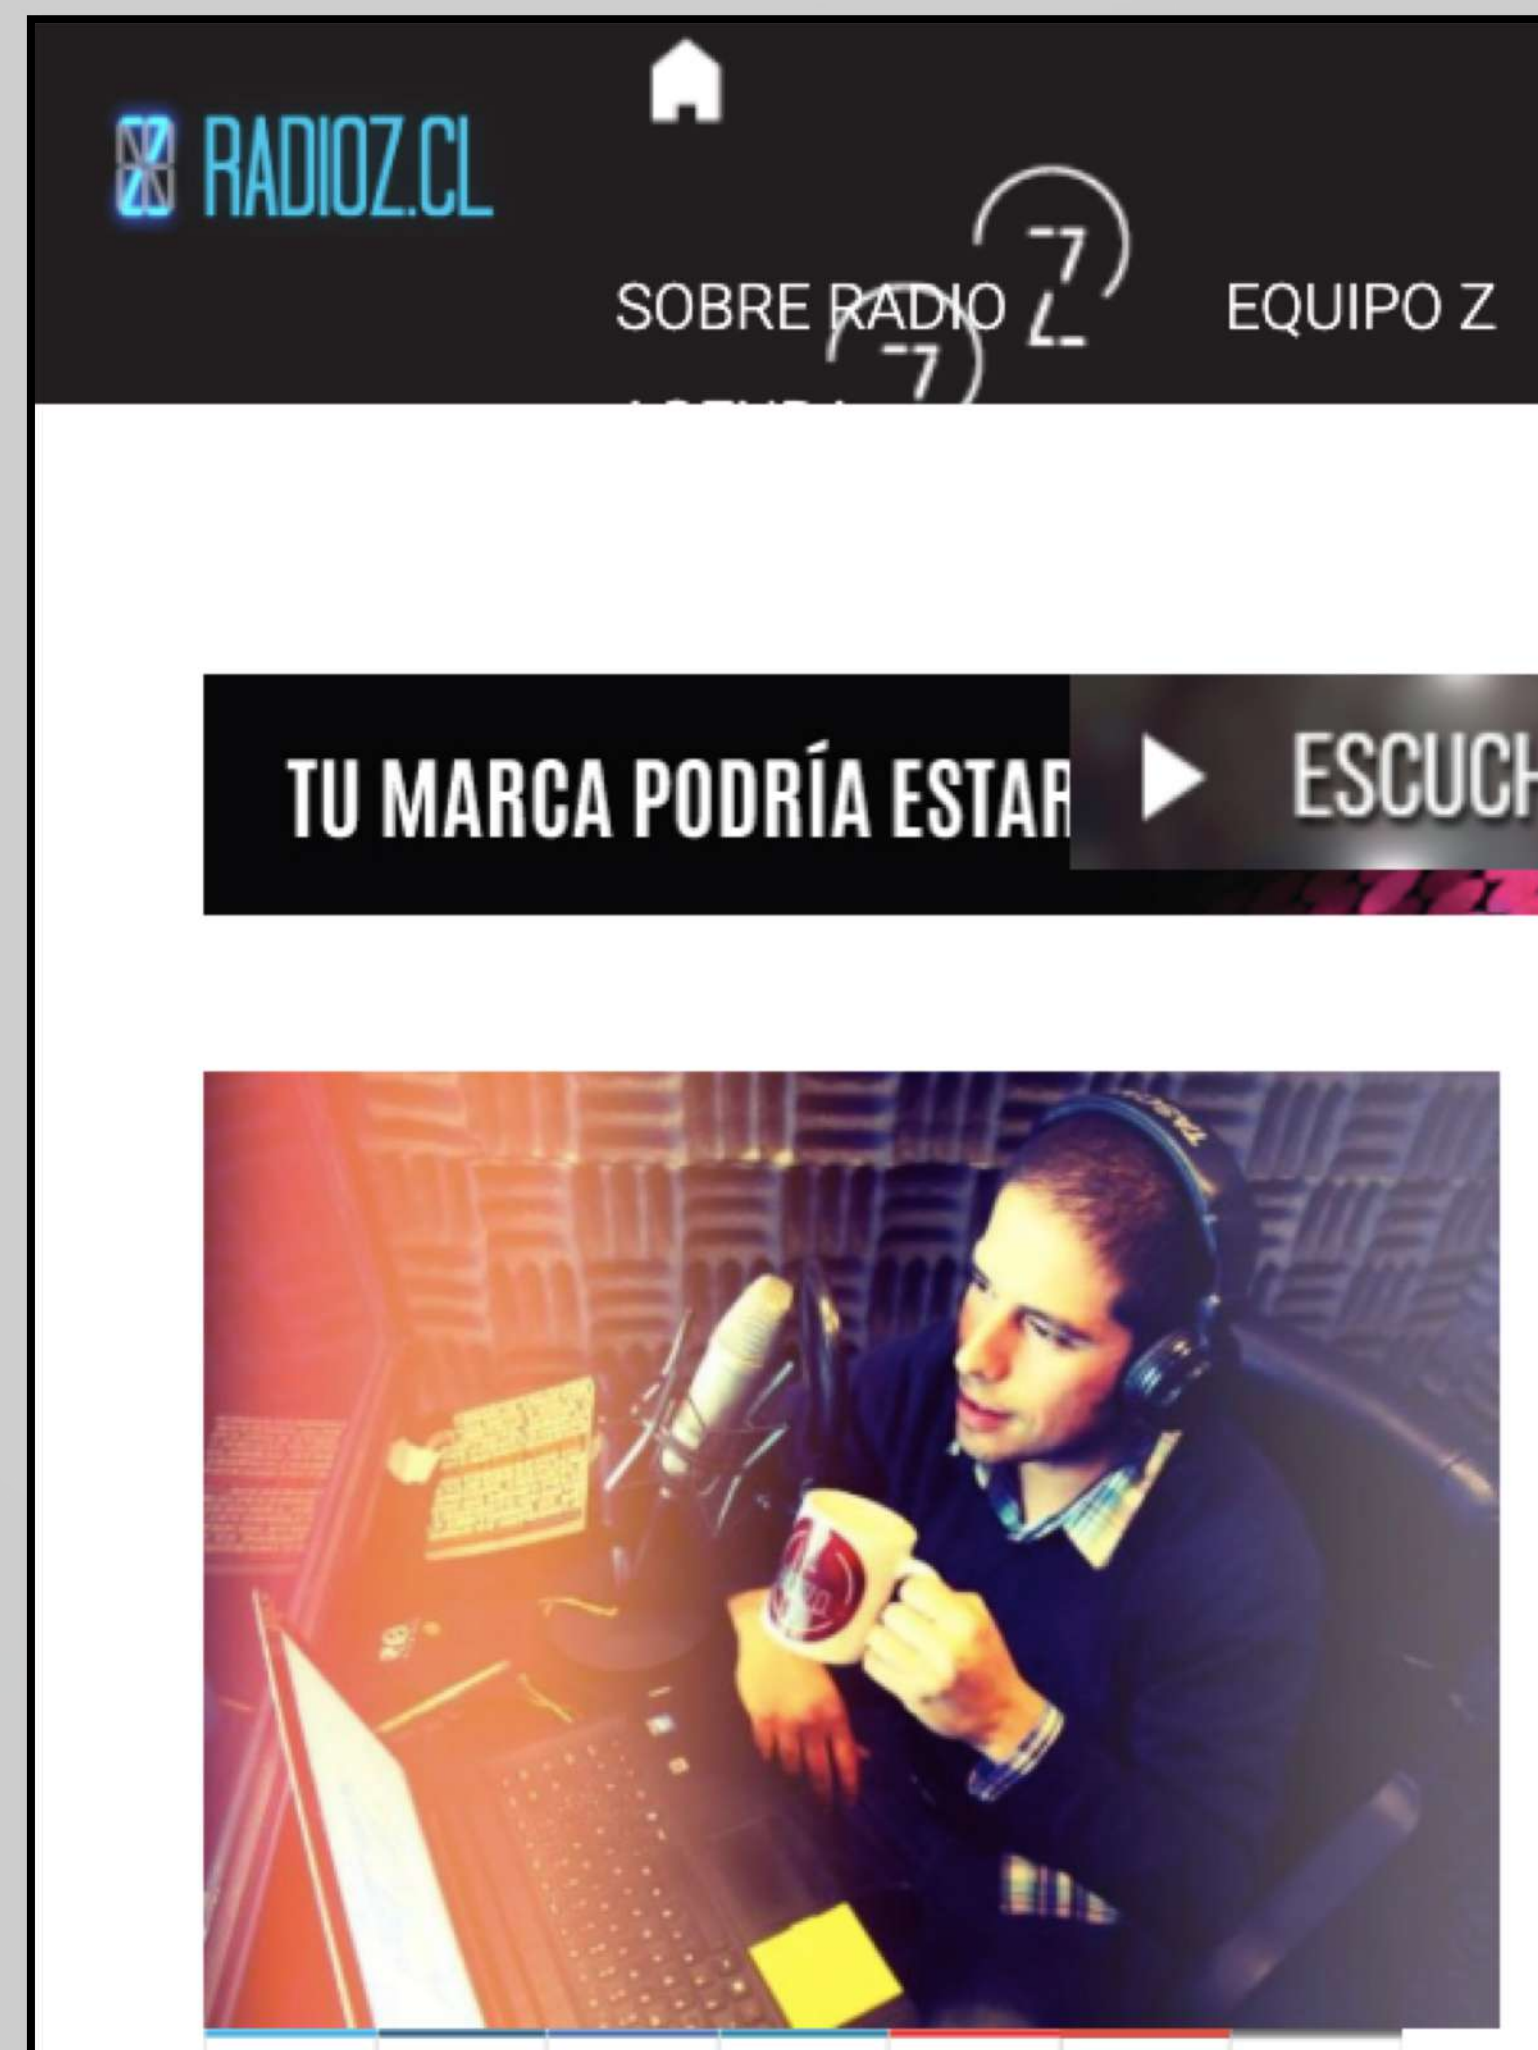 RADIOZ.CL
SOBRE RADIO Z
EQUIPO Z
TU MARCA PODRÍA ESTAR
ESCUCH